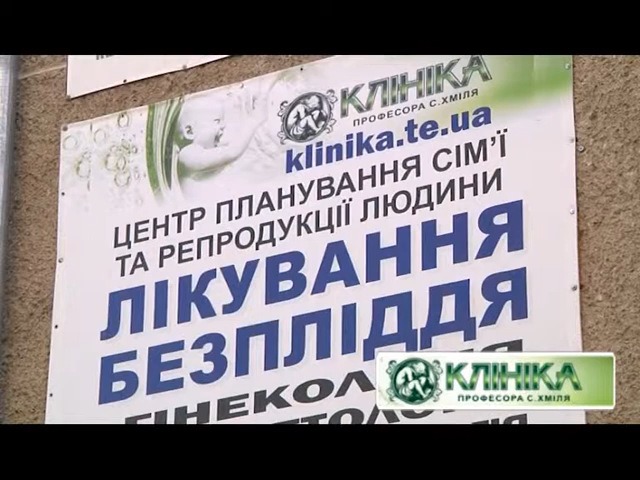 КЛІНІКА
ПРОФЕСОРА С.ХМІЛЯ
klinika.te.ua
ЦЕНТР ПЛАНУВАННЯ СІМ’Ї
ТА РЕПРОДУКЦІЇ ЛЮДИНИ
ЛІКУВАННЯ
БЕЗПЛІДДЯ
КЛІНІКА
ПРОФЕСОРА С.ХМІЛЯ